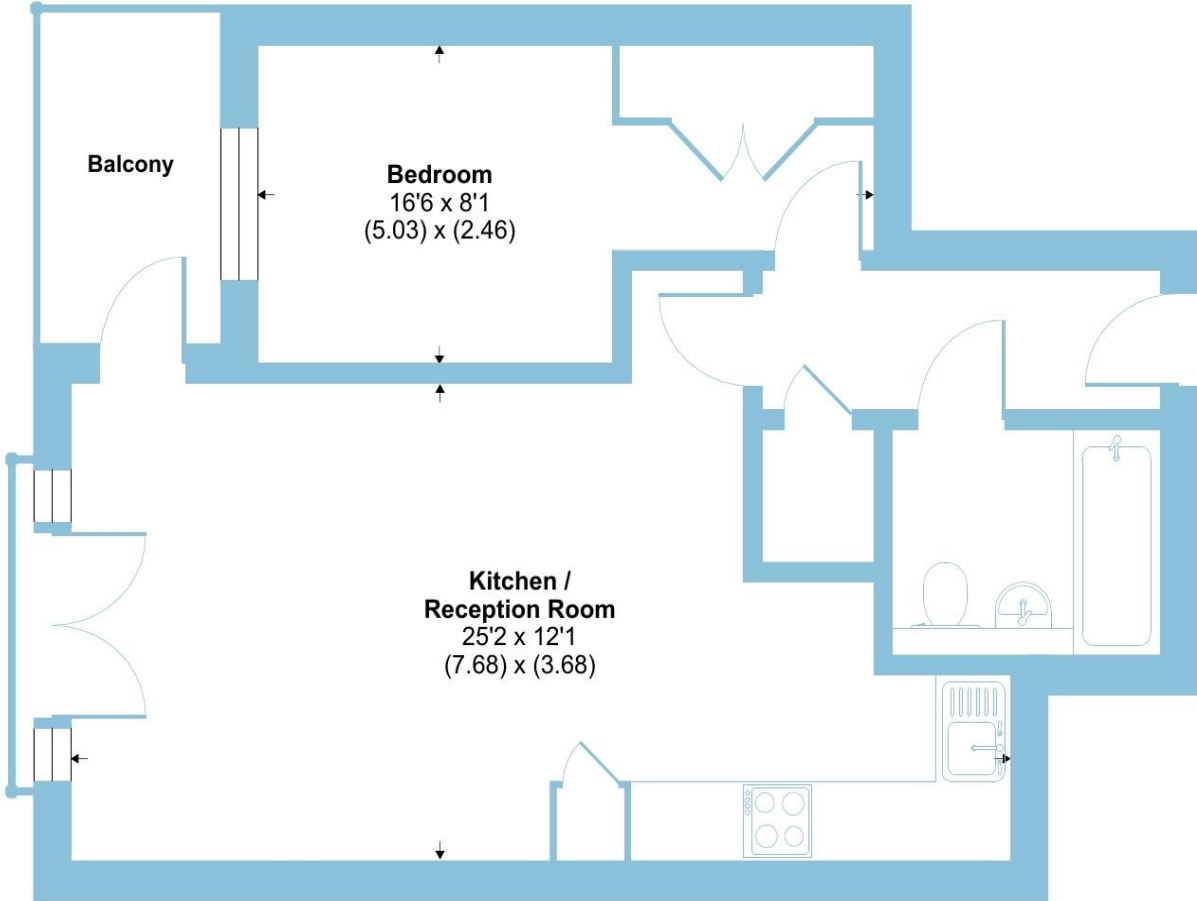 Balcony
Bedroom
16'6 x 8'1
(5.03) x (2.46)
Kitchen /
Reception Room
25'2 x 12'1
(7.68) x (3.68)